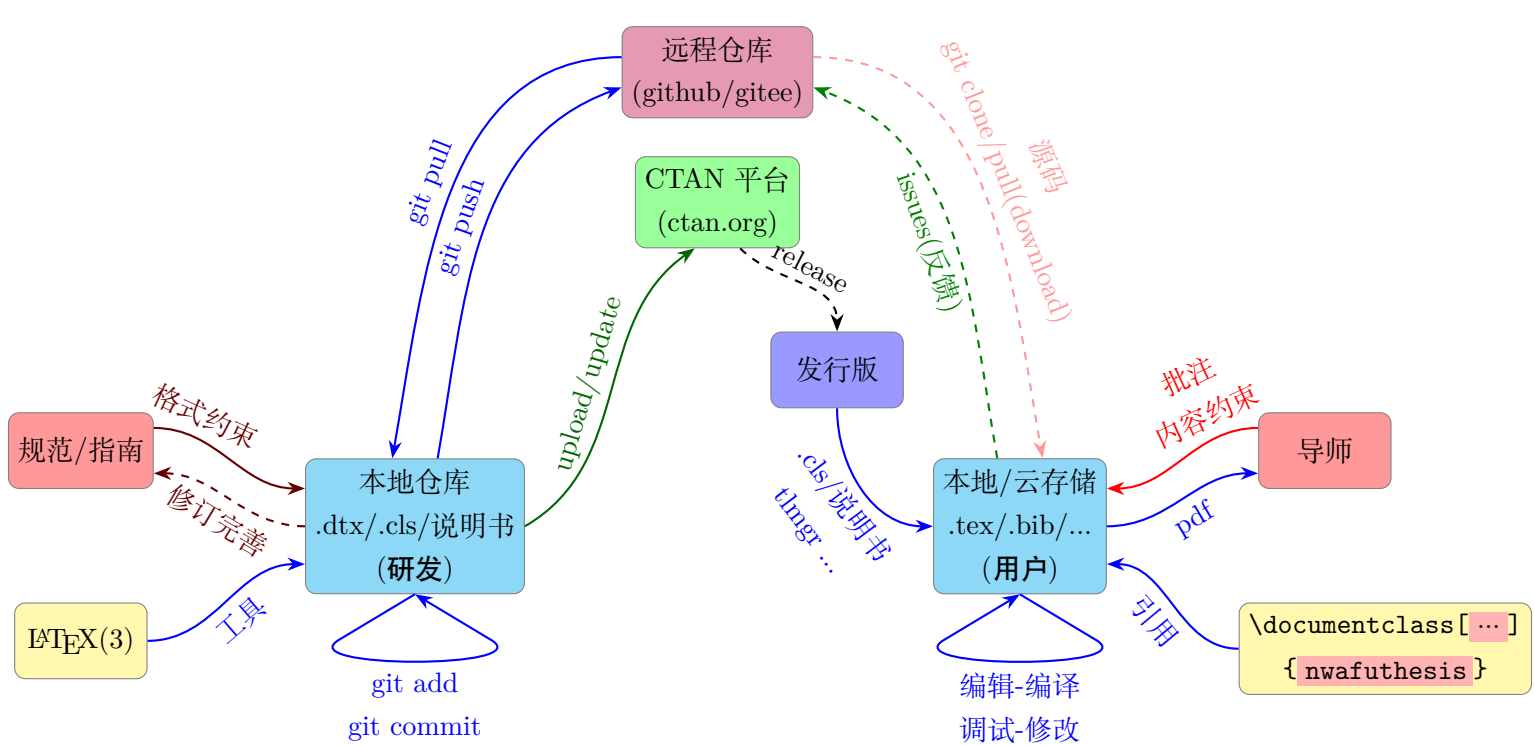 远程仓库
(github/gitee)
git clone/pull(download)
源码
git pull
git push
CTAN 平台
(ctan.org)
issues(反馈)
release
upload/update
发行版
批注
内容约束
格式约束
规范/指南
修订完善
本地仓库
.dtx/.cls/说明书
(研发)
.cls/说明书
tlmgr ...
本地/云存储
.tex/.bib/...
(用户)
导师
pdf
LATEX(3)
工具
引用
\documentclass[ ... ]
{ nwafuthesis }
git add
git commit
编辑-编译
调试-修改